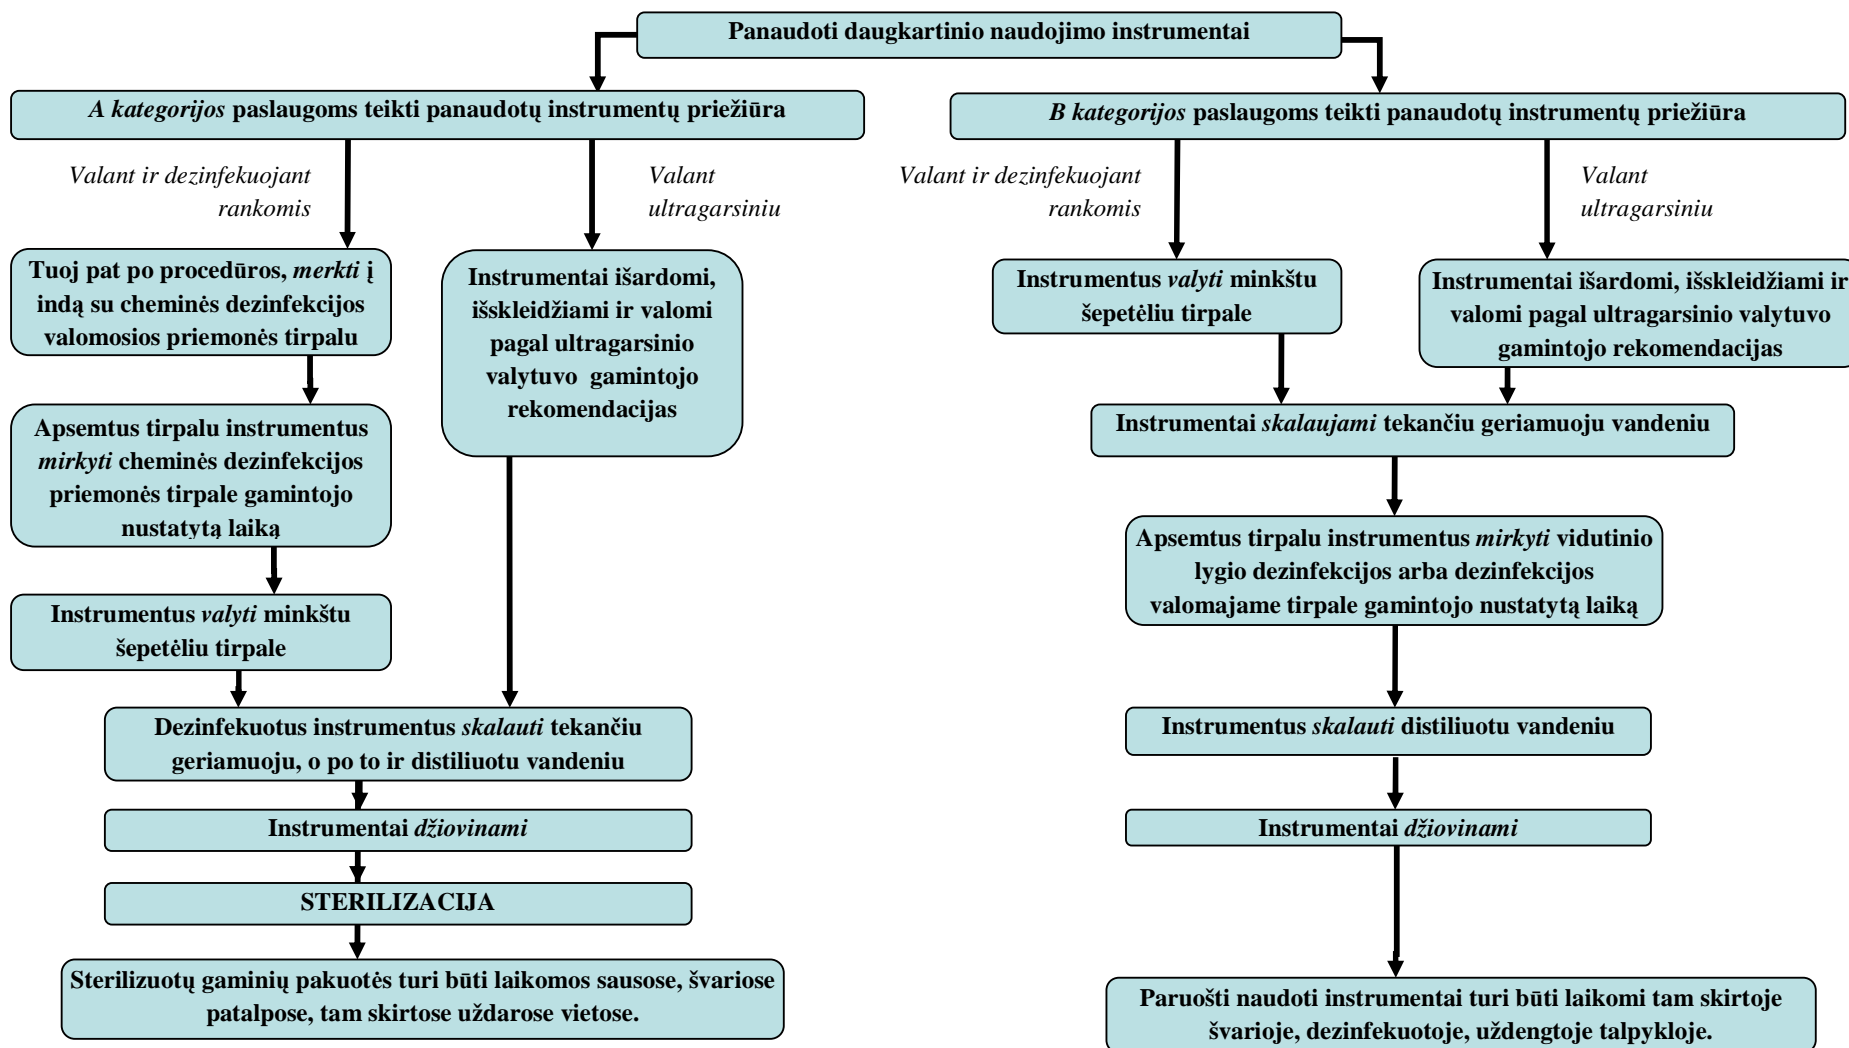 Panaudoti daugkartinio naudojimo instrumentai
A kategorijos paslaugoms teikti panaudotų instrumentų priežiūra
Valant ir dezinfekuojant
rankomis
Valant
ultragarsiniu
Tuoj pat po procedūros, merkti į
indą su cheminės dezinfekcijos
valomosios priemonės tirpalu
Apsemtus tirpalu instrumentus
mirkyti cheminės dezinfekcijos
priemonės tirpale gamintojo
nustatytą laiką
Instrumentus valyti minkštu
šepetėliu tirpale
Instrumentai išardomi,
išskleidžiami ir valomi
pagal ultragarsinio
valytuvo gamintojo
rekomendacijas
Dezinfekuotus instrumentus skalauti tekančiu
geriamuoju, o po to ir distiliuotu vandeniu
Instrumentai džiovinami
STERILIZACIJA
Sterilizuotų gaminių pakuotės turi būti laikomos sausose, švariose
patalpose, tam skirtose uždarose vietose.
B kategorijos paslaugoms teikti panaudotų instrumentų priežiūra
Valant ir dezinfekuojant
rankomis
Valant
ultragarsiniu
Instrumentus valyti minkštu
šepetėliu tirpale
Instrumentai išardomi, išskleidžiami ir
valomi pagal ultragarsinio valytuvo
gamintojo rekomendacijas
Instrumentai skalaujami tekančiu geriamuoju vandeniu
Apsemtus tirpalu instrumentus mirkyti vidutinio
lygio dezinfekcijos arba dezinfekcijos
valomajame tirpale gamintojo nustatytą laiką
Instrumentus skalauti distiliuotu vandeniu
Instrumentai džiovinami
Paruošti naudoti instrumentai turi būti laikomi tam skirtoje
švarioje, dezinfekuotoje, uždengtoje talpykloje.